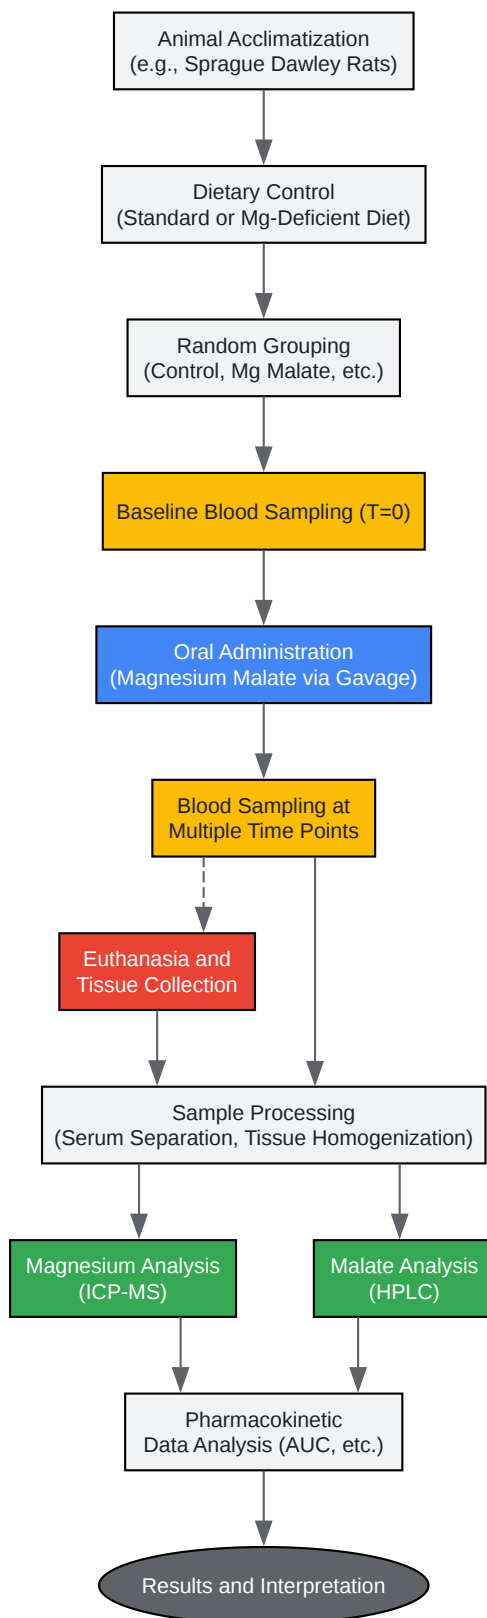 Animal Acclimatization
(e.g., Sprague Dawley Rats)
Dietary Control
(Standard or Mg-Deficient Diet)
Random Grouping
(Control, Mg Malate, etc.)
Baseline Blood Sampling (T=0)
Oral Administration
(Magnesium Malate via Gavage)
Blood Sampling at
Multiple Time Points
Euthanasia and
Tissue Collection
Sample Processing
(Serum Separation, Tissue Homogenization)
Magnesium Analysis
(ICP-MS)
Malate Analysis
(HPLC)
Pharmacokinetic
Data Analysis (AUC, etc.)
Results and Interpretation